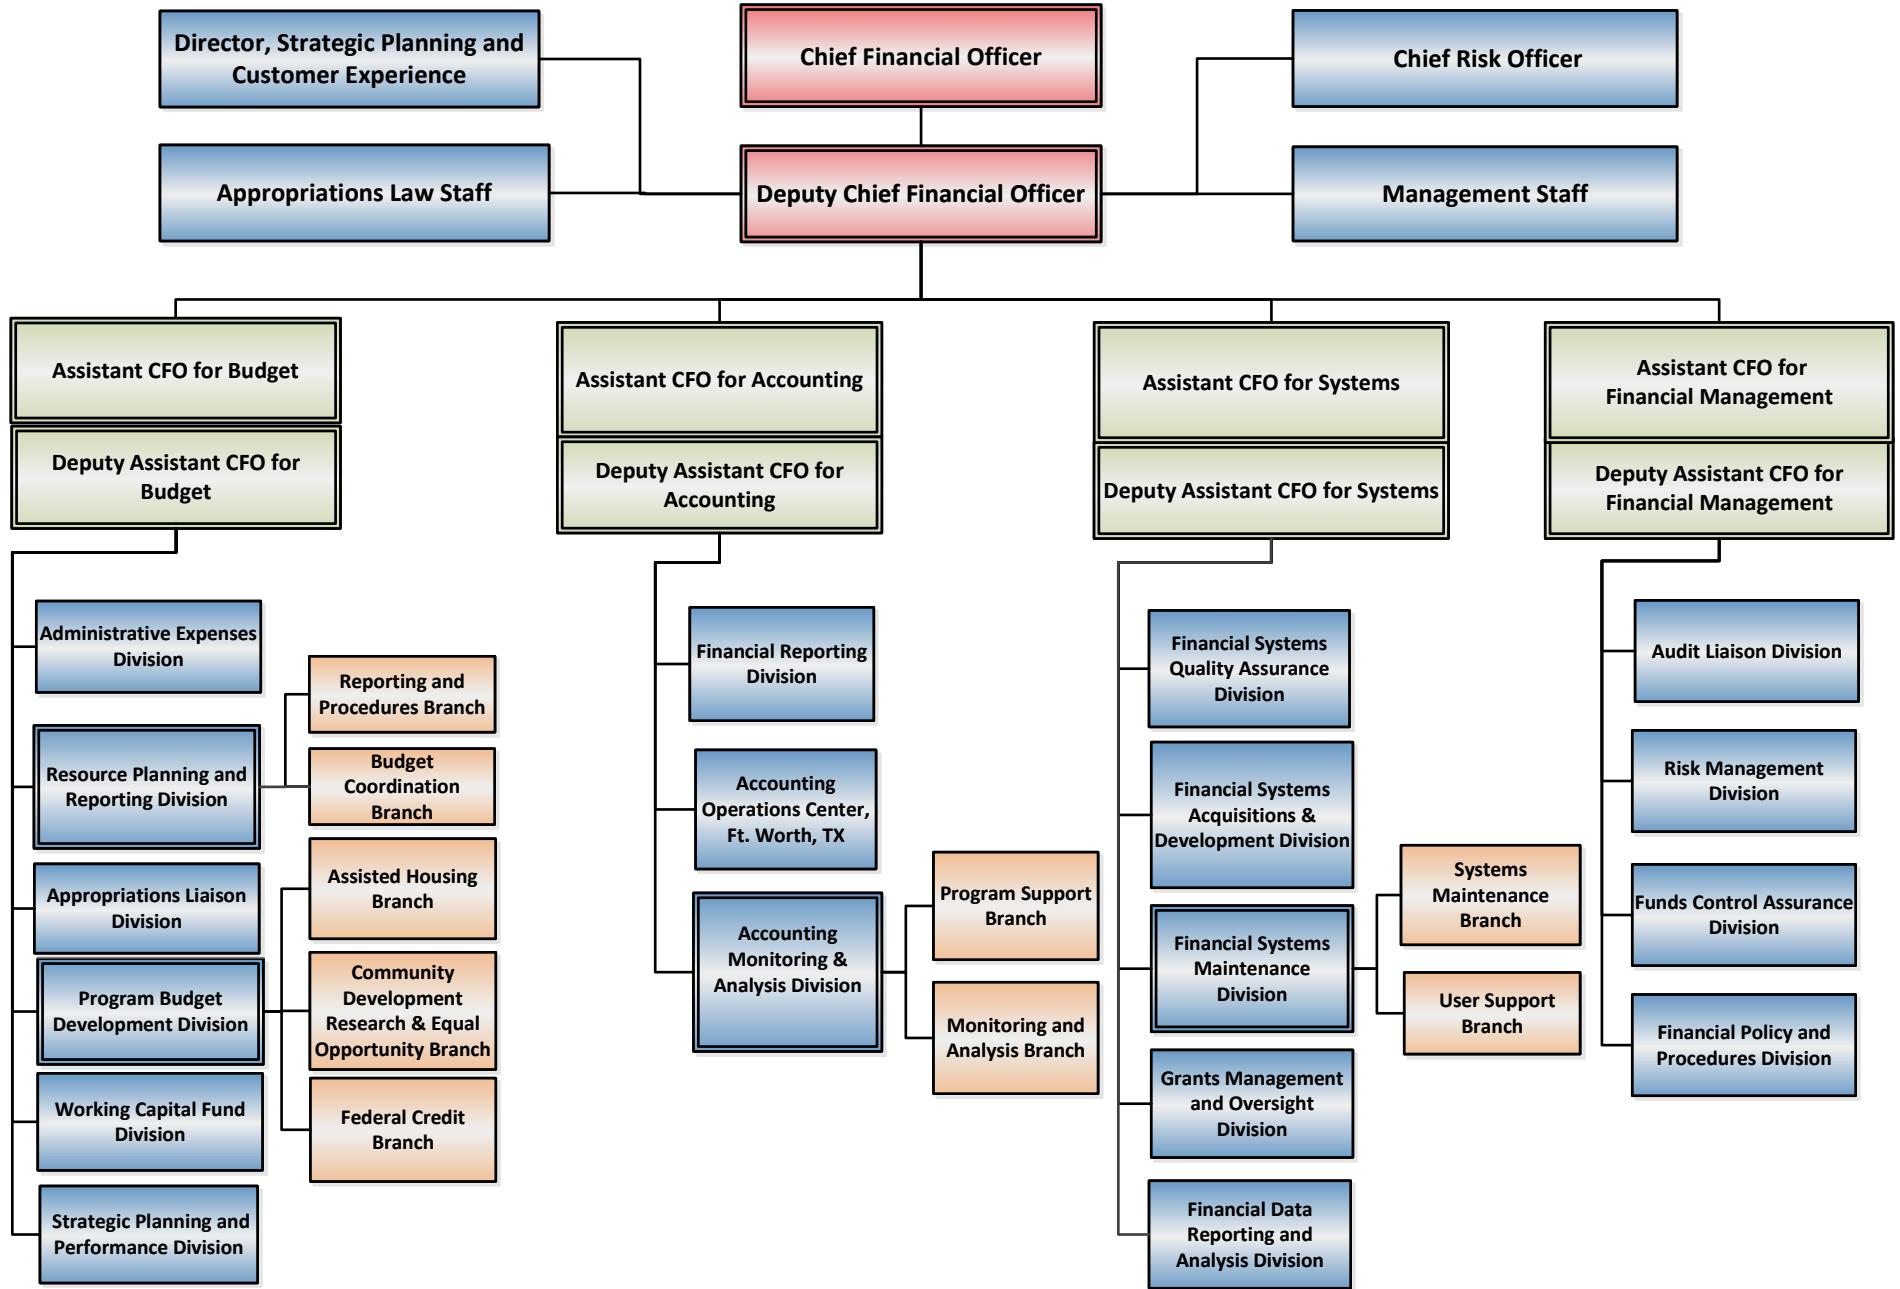 Director, Strategic Planning and
Customer Experience
Chief Financial Officer
Chief Risk Officer
Appropriations Law Staff
Deputy Chief Financial Officer
Management Staff
Assistant CFO for Budget
Deputy Assistant CFO for
Budget
Assistant CFO for Accounting
Deputy Assistant CFO for
Accounting
Assistant CFO for Systems
Deputy Assistant CFO for Systems
Assistant CFO for
Financial Management
Deputy Assistant CFO for
Financial Management
Administrative Expenses
Division
Resource Planning and
Reporting Division
Reporting and
Procedures Branch
Budget
Coordination
Branch
Appropriations Liaison
Division
Program Budget
Development Division
Assisted Housing
Branch
Community
Development
Research & Equal
Opportunity Branch
Federal Credit
Branch
Working Capital Fund
Division
Strategic Planning and
Performance Division
Financial Reporting
Division
Accounting
Operations Center,
Ft. Worth, TX
Accounting
Monitoring &
Analysis Division
Program Support
Branch
Monitoring and
Analysis Branch
Financial Systems
Quality Assurance
Division
Financial Systems
Acquisitions &
Development Division
Financial Systems
Maintenance
Division
Systems
Maintenance
Branch
User Support
Branch
Grants Management
and Oversight
Division
Financial Data
Reporting and
Analysis Division
Audit Liaison Division
Risk Management
Division
Funds Control Assurance
Division
Financial Policy and
Procedures Division